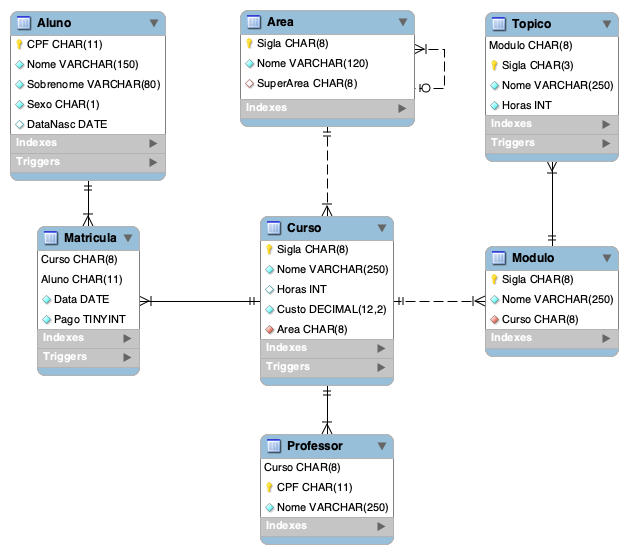 Aluno
CPF CHAR(11)
Nome VARCHAR(150)
Sobrenome VARCHAR(80)
Sexo CHAR(1)
DataNasc DATE
Indexes
Triggers
Area
Sigla CHAR(8)
Nome VARCHAR(120)
SuperArea CHAR(8)
Indexes
Topico
Modulo CHAR(8)
Sigla CHAR(3)
Nome VARCHAR(250)
Horas INT
Indexes
Triggers
Matricula
Curso CHAR(8)
Aluno CHAR(11)
Data DATE
Pago TINYINT
Indexes
Triggers
Curso
Sigla CHAR(8)
Nome VARCHAR(250)
Horas INT
Custo DECIMAL(12,2)
Area CHAR(8)
Indexes
Triggers
Modulo
Sigla CHAR(8)
Nome VARCHAR(250)
Curso CHAR(8)
Indexes
Triggers
Professor
Curso CHAR(8)
CPF CHAR(11)
Nome VARCHAR(250)
Indexes